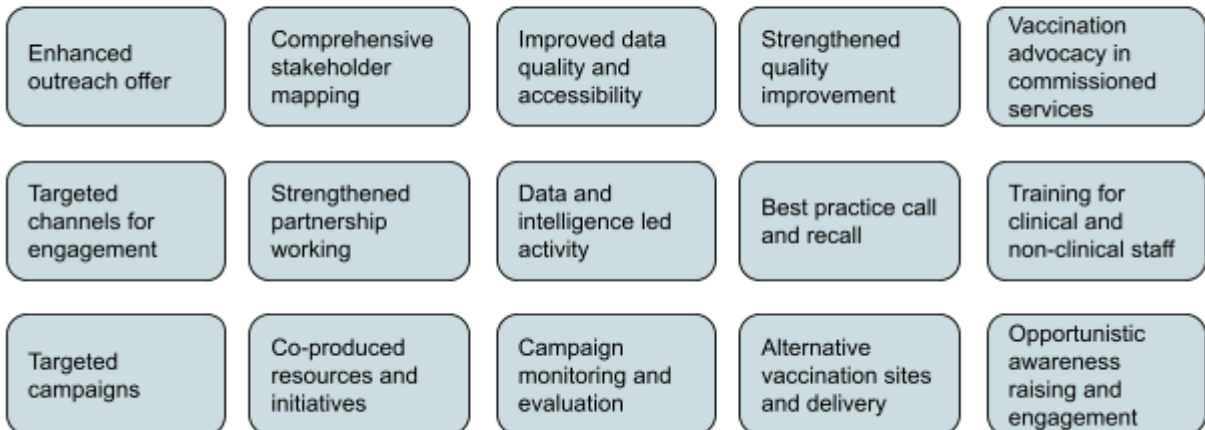 Enhanced
outreach offer
Comprehensive
stakeholder
mapping
Improved data
quality and
accessibility
Strengthened
quality
improvement
Vaccination
advocacy in
commissioned
services
Targeted
channels for
engagement
Strengthened
partnership
working
Data and
intelligence led
activity
Best practice call
and recall
Training for
clinical and
non-clinical staff
Targeted
campaigns
Co-produced
resources and
initiatives
Campaign
monitoring and
evaluation
Alternative
vaccination sites
and delivery
Opportunistic
awareness
raising and
engagement